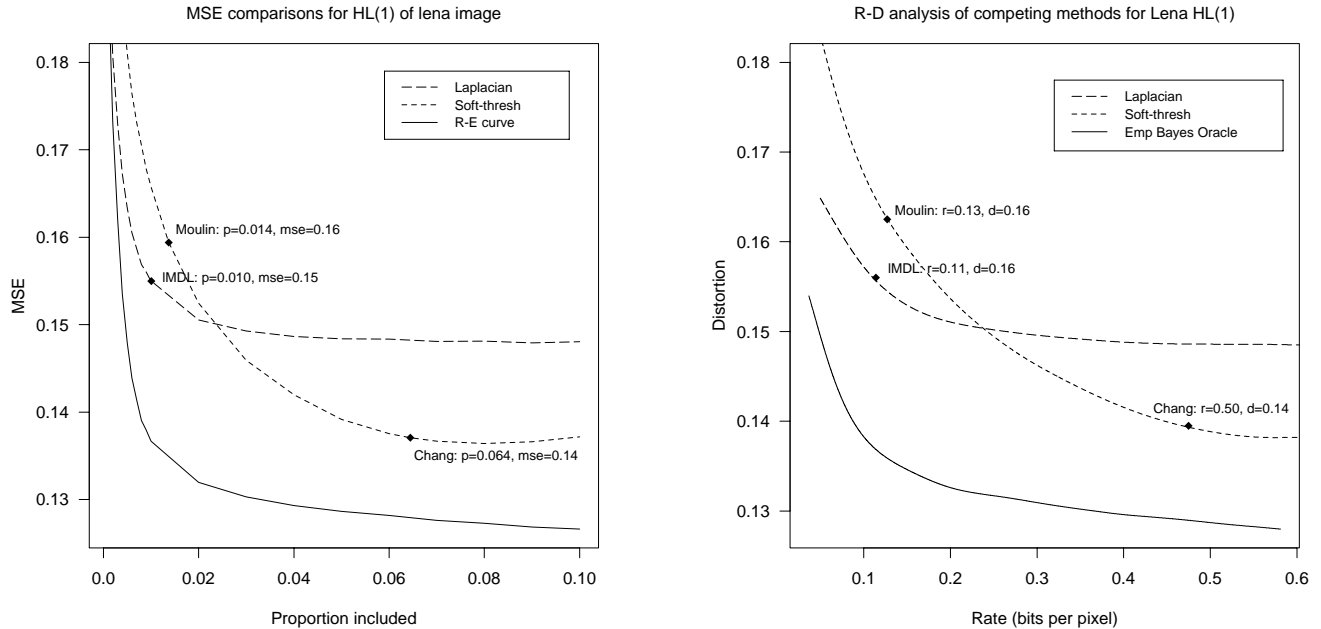 MSE comparisons for HL(1) of lena image
Laplacian
Soft-thresh
R-E curve
0.18
0.17
0.16
0.15
0.14
0.13
MSE
Moulin: p=0.014, mse=0.16
IMDL: p=0.010, mse=0.15
Chang: p=0.064, mse=0.14
0.0 0.02 0.04 0.06 0.08 0.10
Proportion included
R-D analysis of competing methods for Lena HL(1)
Laplacian
Soft-thresh
Emp Bayes Oracle
0.18
0.17
0.16
0.15
0.14
0.13
Distortion
Moulin: r=0.13, d=0.16
IMDL: r=0.11, d=0.16
Chang: r=0.50, d=0.14
0.1 0.2 0.3 0.4 0.5 0.6
Rate (bits per pixel)